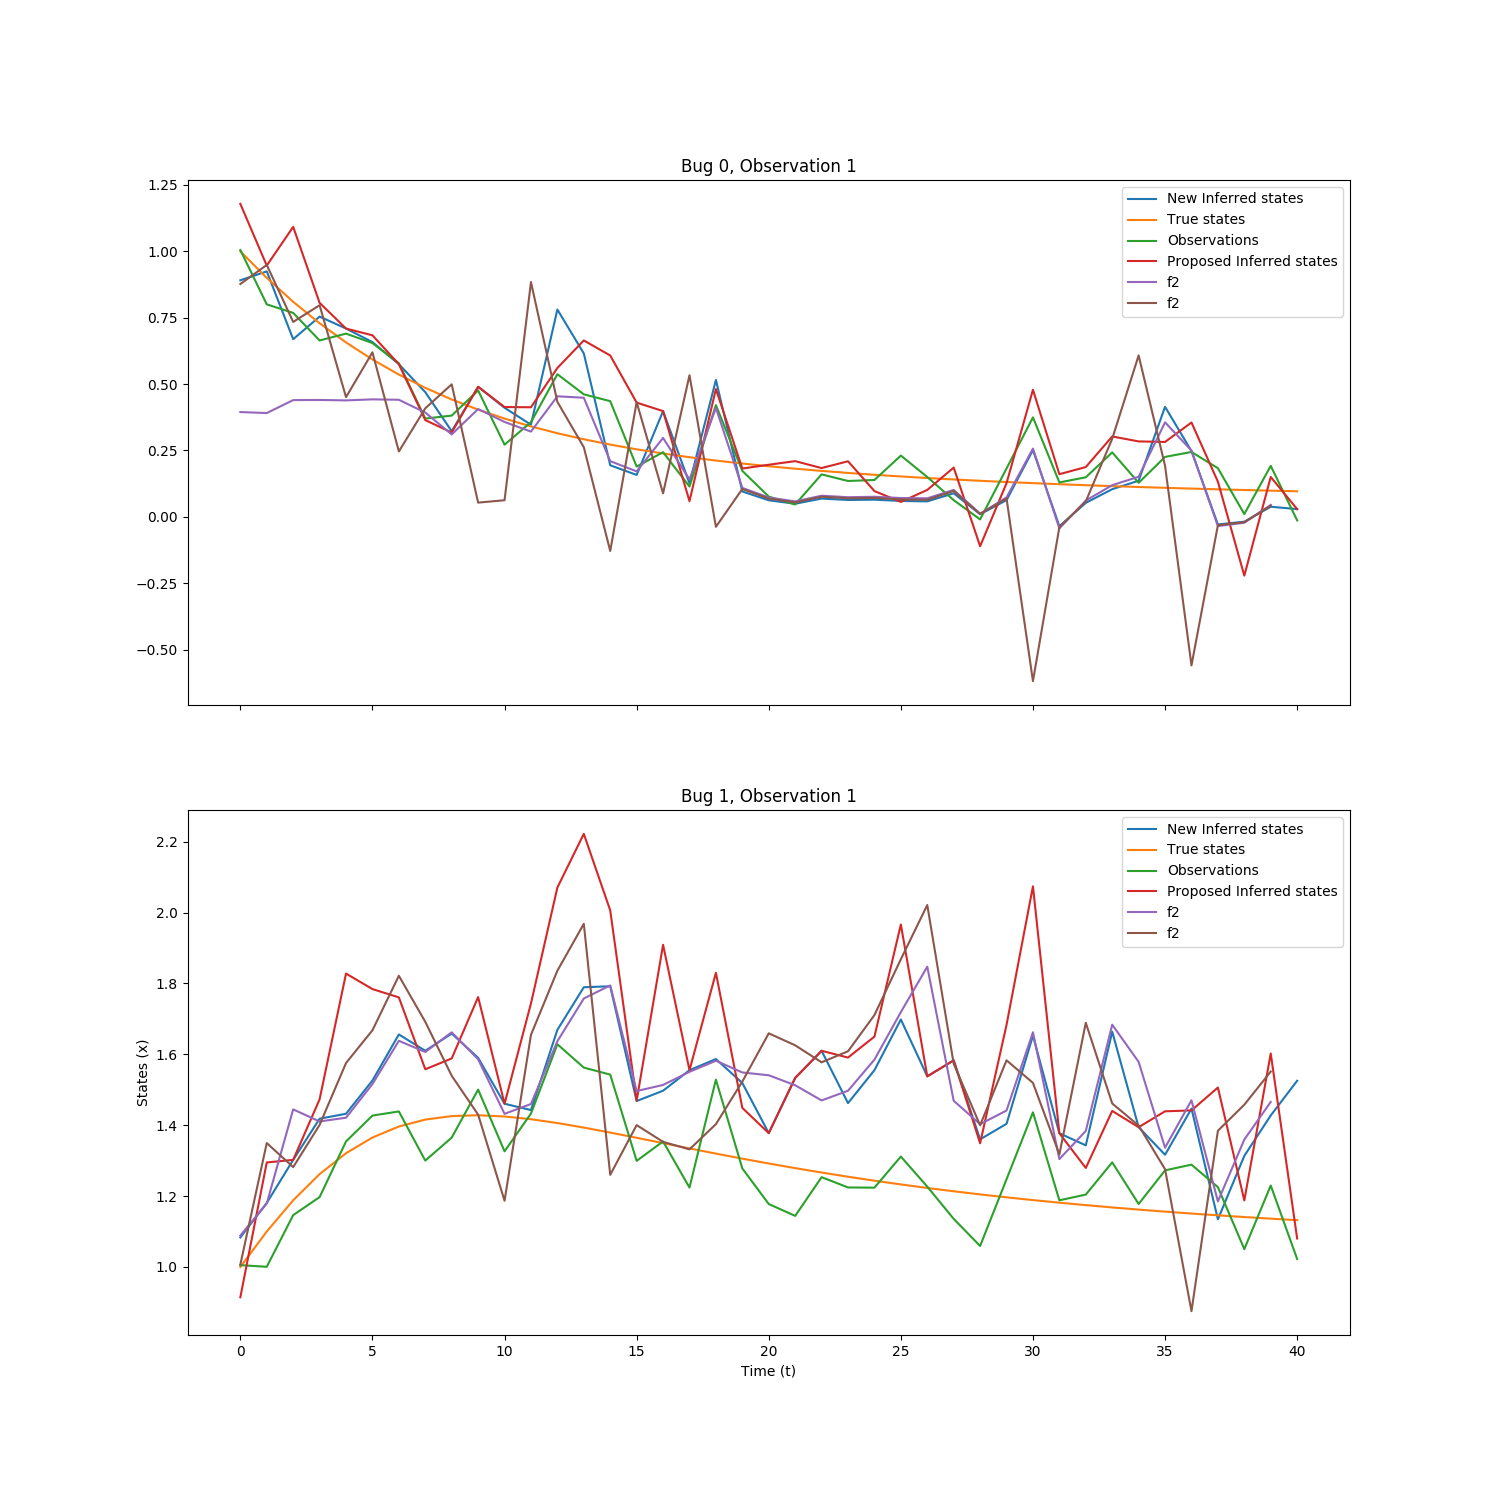 Bug 0, Observation 1
1.25
1.00
0.75
0.50
0.25
0.00
−0.25
−0.50
New Inferred states
True states
Observations
Proposed Inferred states
f2
f2
Bug 1, Observation 1
States (x)
2.2
2.0
1.8
1.6
1.4
1.2
1.0
New Inferred states
True states
Observations
Proposed Inferred states
f2
f2
0 5 10 15 20 25 30 35 40
Time (t)